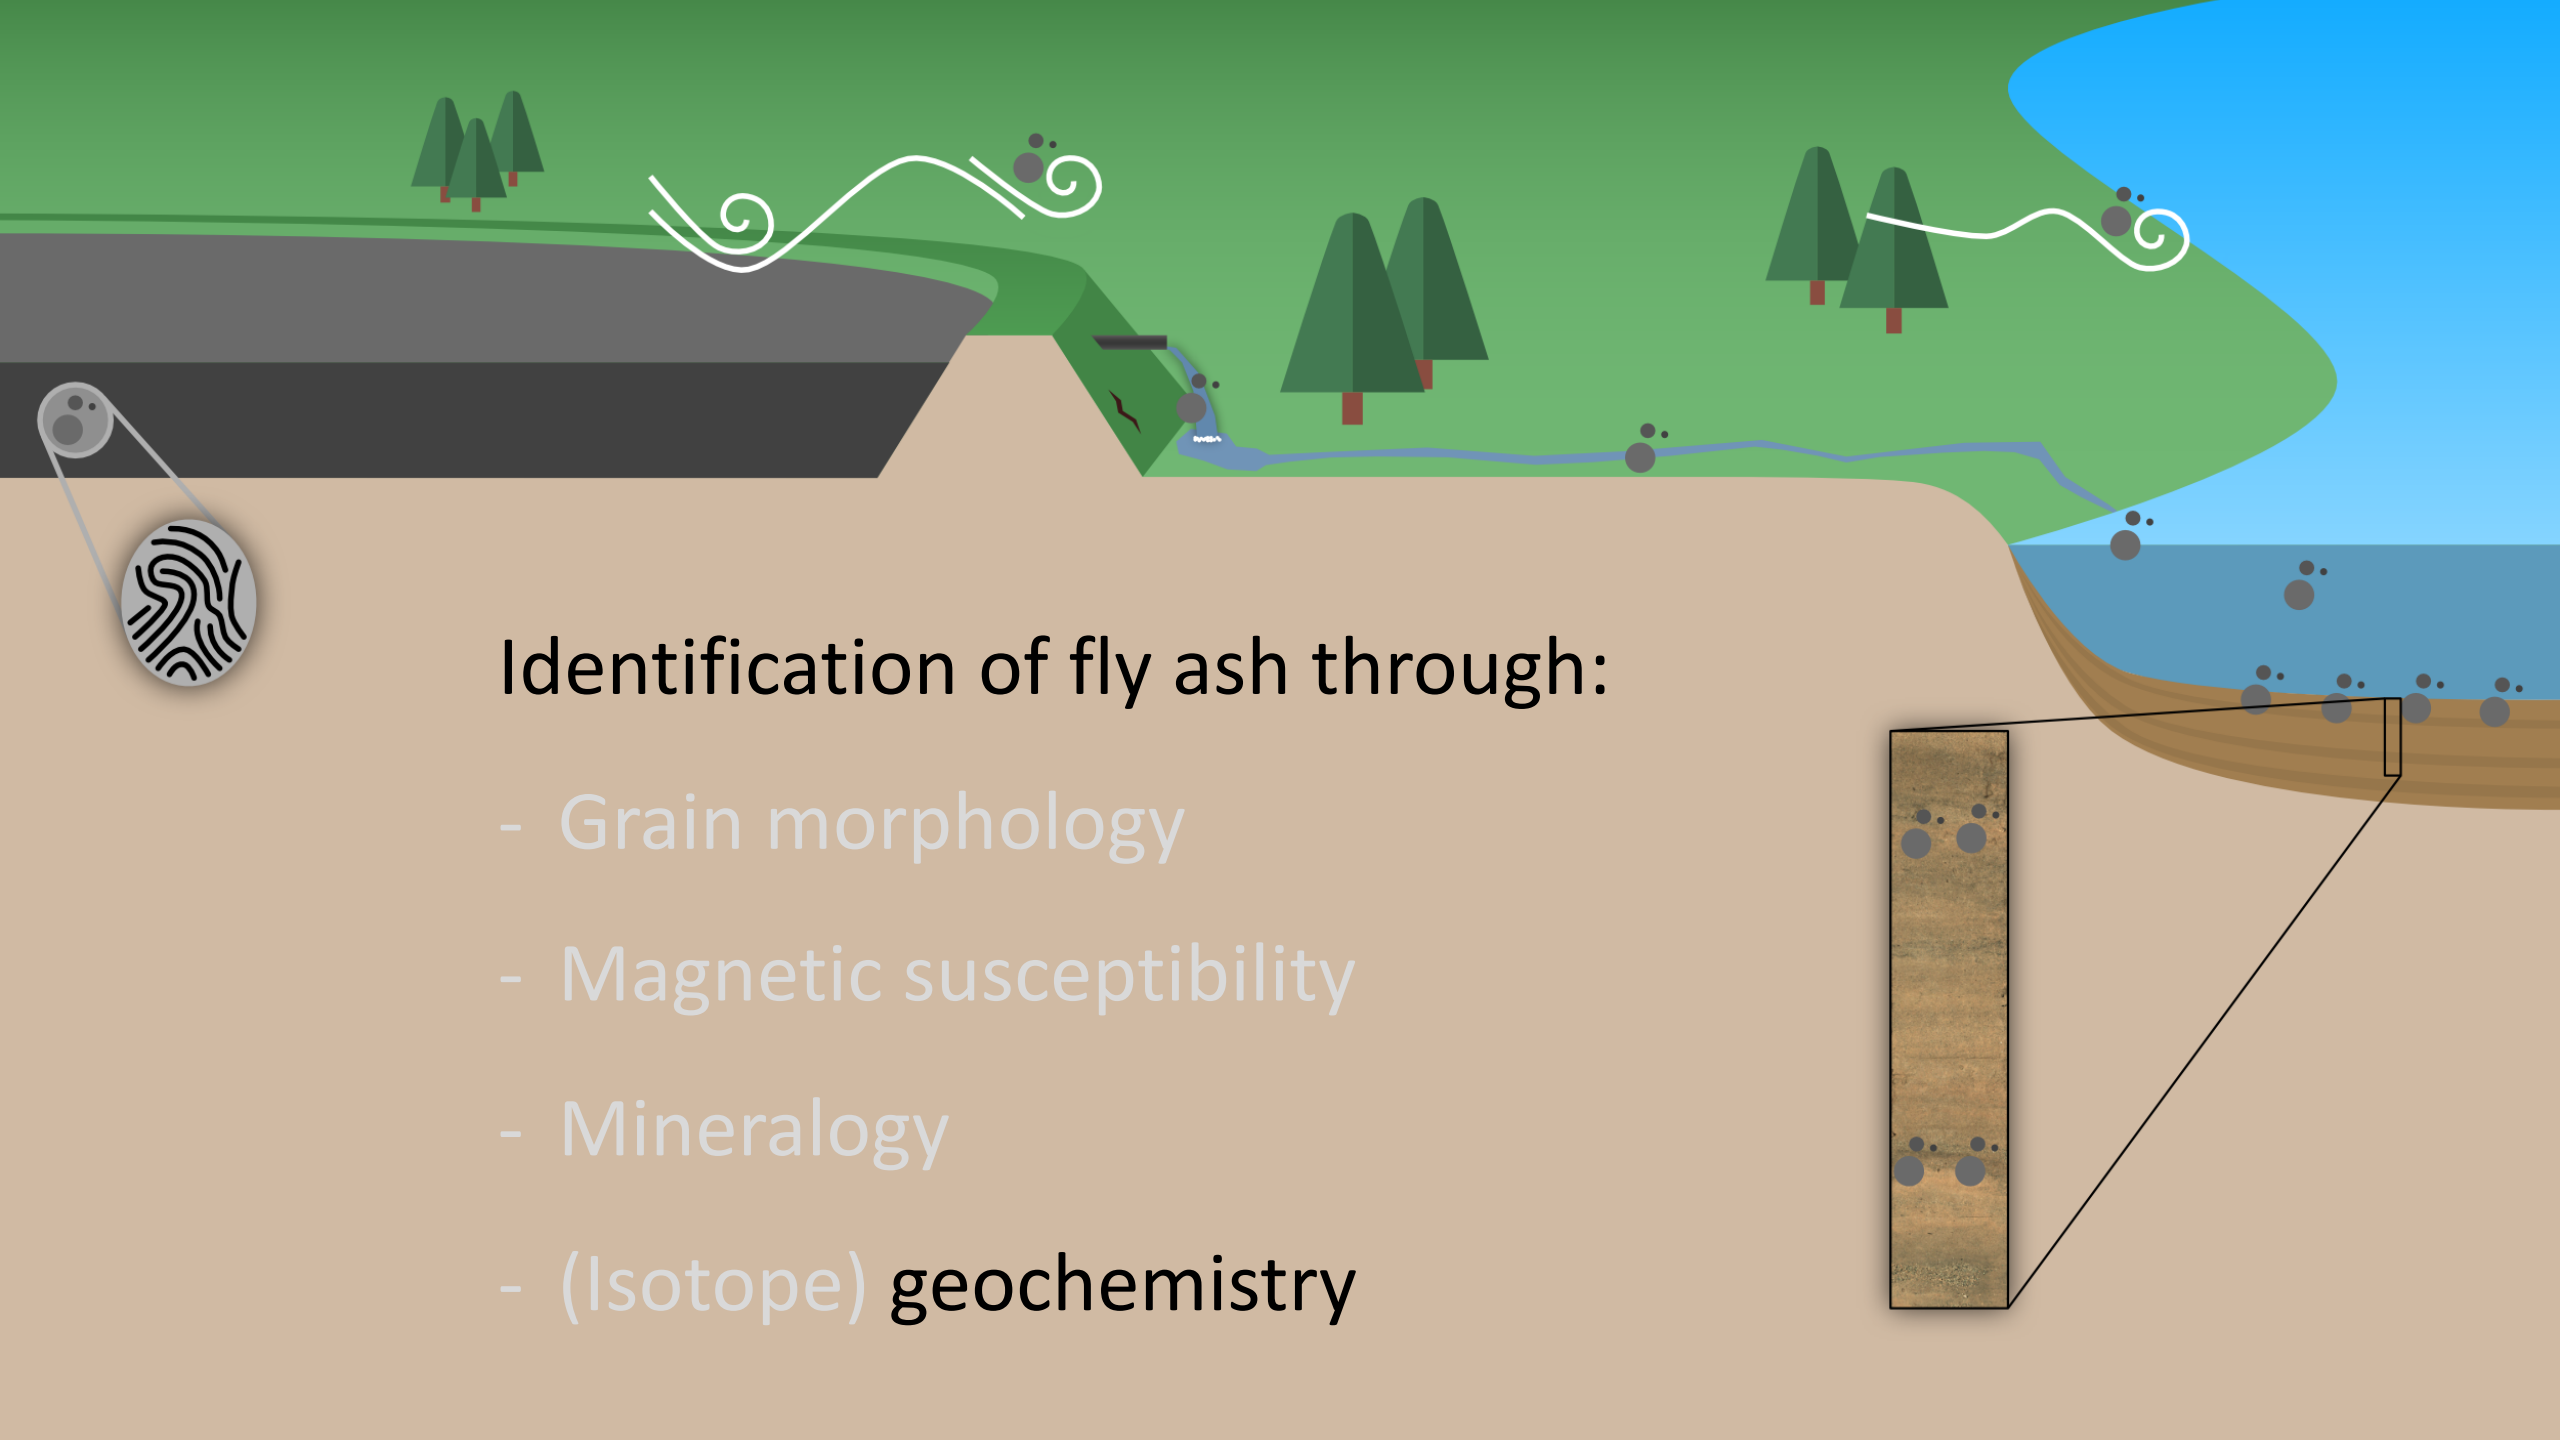 Identification of fly ash through:
- Grain morphology
- Magnetic susceptibility
- Mineralogy
- (Isotope) geochemistry